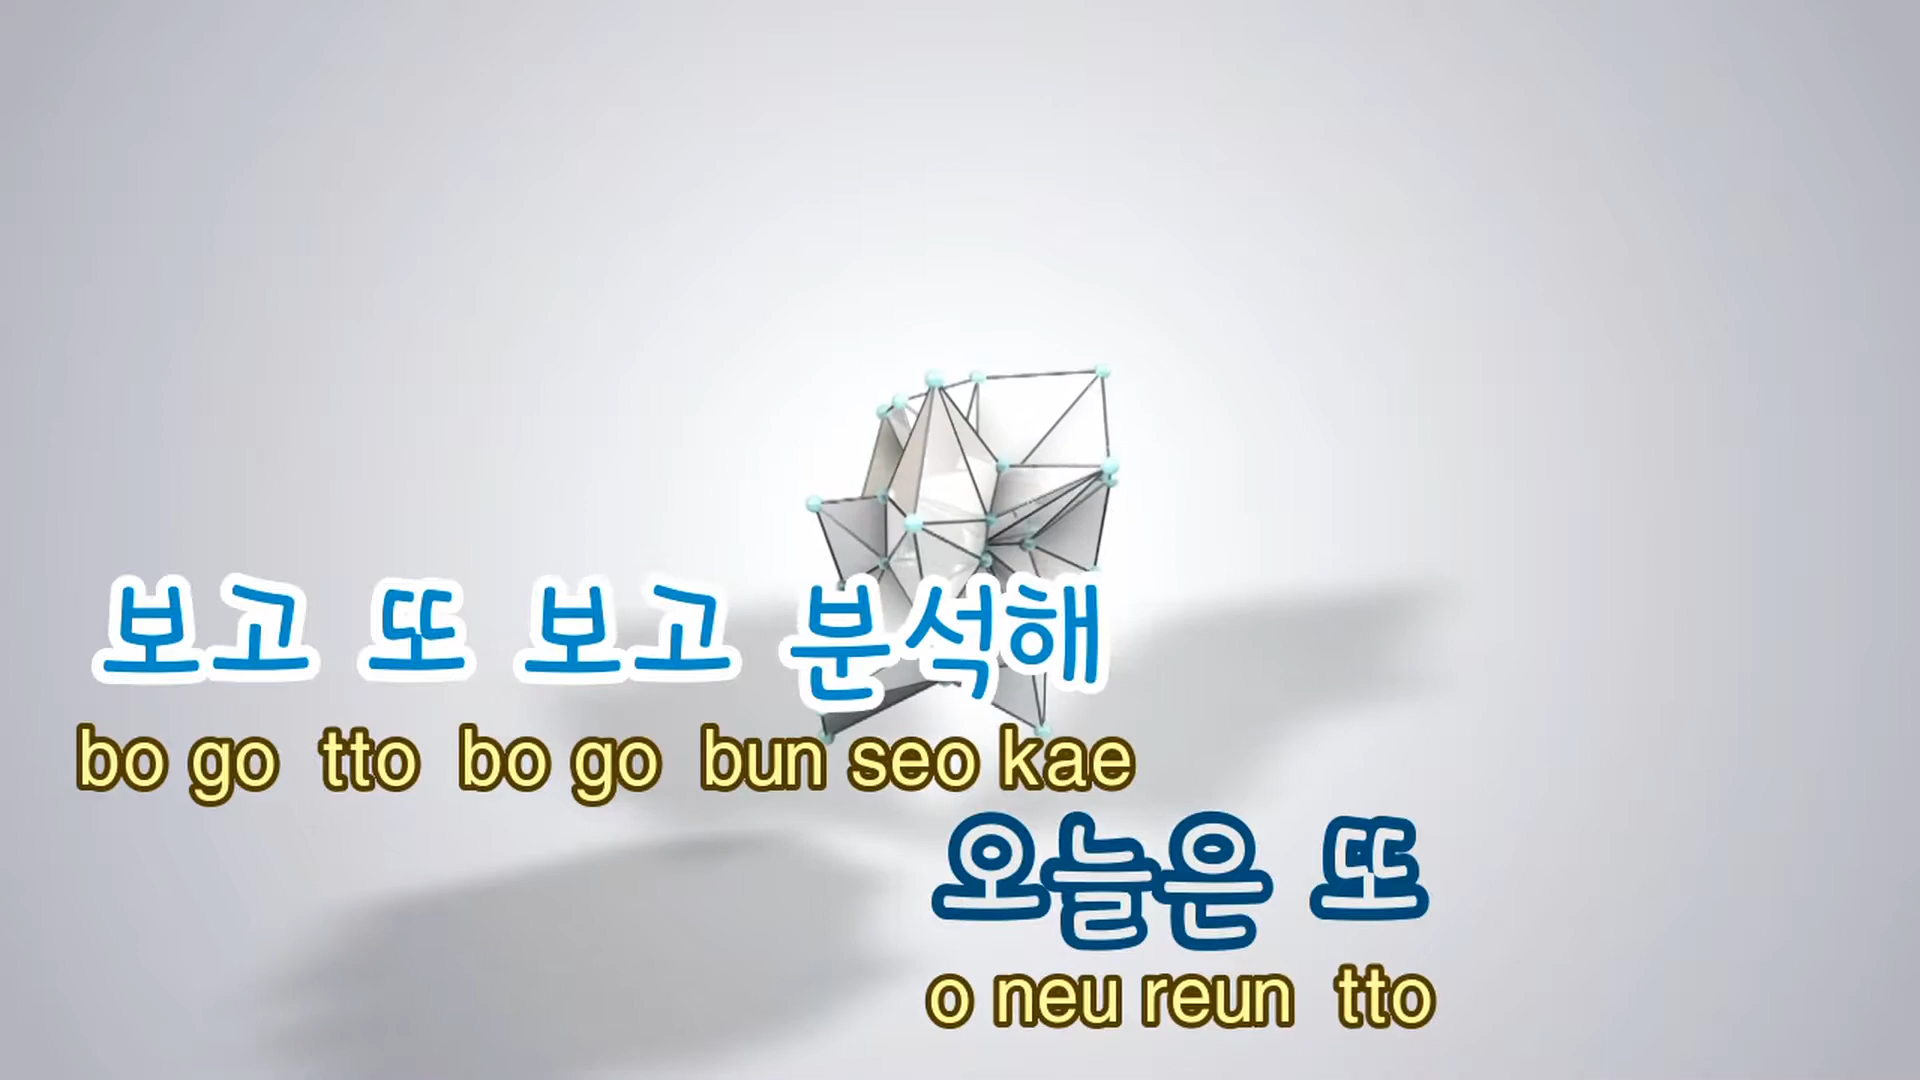 보고 또 보고 분석해
bo go tto bo go bun seo kae
오늘은 또
o neu reun tto